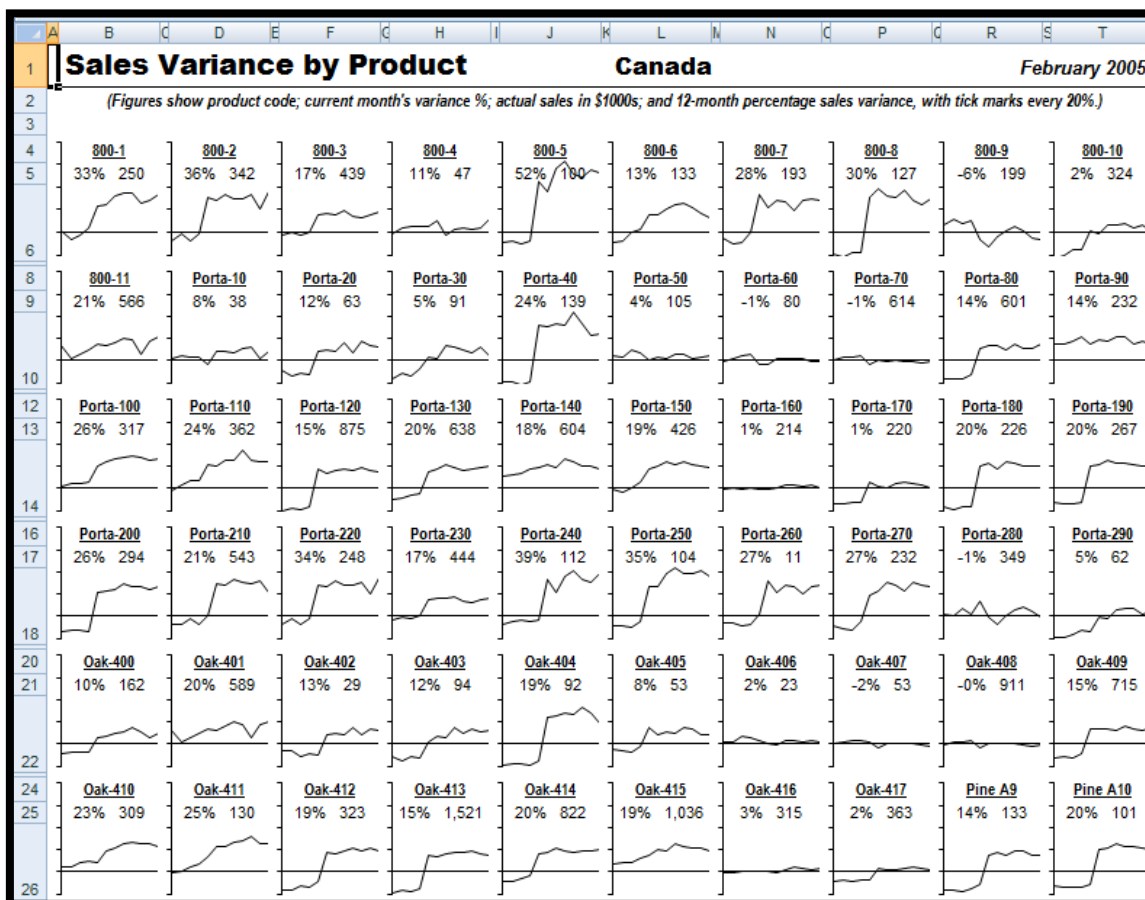 A B C D E F G H I J K L M N O P Q R S T
1 Sales Variance by Product Canada February 2005
2 (Figures show product code; current month's variance %; actual sales in $1000s; and 12-month percentage sales variance, with tick marks every 20%.)
3
4 800-1 800-2 800-3 800-4 800-5 800-6 800-7 800-8 800-9 800-10
5 33% 250 36% 342 17% 439 11% 47 52% 100 13% 133 28% 193 30% 127 -6% 199 2% 324
6
8 800-11 Porta-10 Porta-20 Porta-30 Porta-40 Porta-50 Porta-60 Porta-70 Porta-80 Porta-90
9 21% 566 8% 38 12% 63 5% 91 24% 139 4% 105 -1% 80 -1% 614 14% 601 14% 232
10
12 Porta-100 Porta-110 Porta-120 Porta-130 Porta-140 Porta-150 Porta-160 Porta-170 Porta-180 Porta-190
13 26% 317 24% 362 15% 875 20% 638 18% 604 19% 426 1% 214 1% 220 20% 226 20% 267
14
16 Porta-200 Porta-210 Porta-220 Porta-230 Porta-240 Porta-250 Porta-260 Porta-270 Porta-280 Porta-290
17 26% 294 21% 543 34% 248 17% 444 39% 112 35% 104 27% 11 27% 232 -1% 349 5% 62
18
20 Oak-400 Oak-401 Oak-402 Oak-403 Oak-404 Oak-405 Oak-406 Oak-407 Oak-408 Oak-409
21 10% 162 20% 589 13% 29 12% 94 19% 92 8% 53 2% 23 -2% 53 -0% 911 15% 715
22
24 Oak-410 Oak-411 Oak-412 Oak-413 Oak-414 Oak-415 Oak-416 Oak-417 Pine A9 Pine A10
25 23% 309 25% 130 19% 323 15% 1,521 20% 822 19% 1,036 3% 315 2% 363 14% 133 20% 101
26